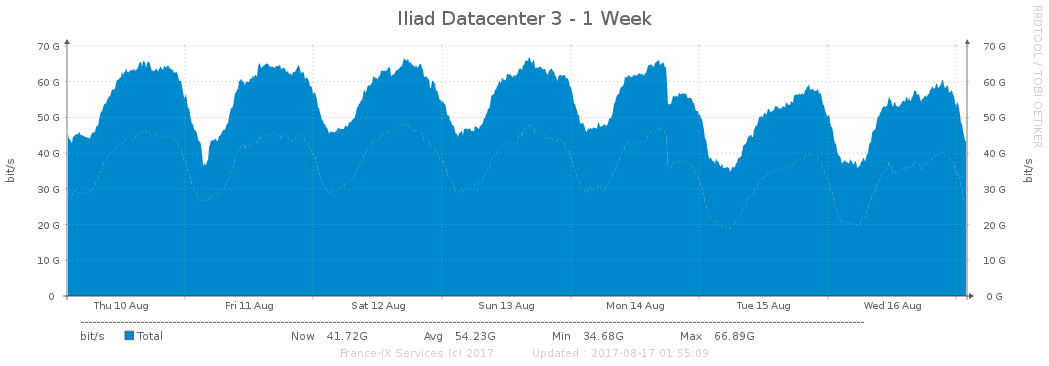 Iliad Datacenter 3 - 1 Week
RRDTOOL / TOBI OETIKER
bit/s
70 G 70 G
60 G 60 G
50 G 50 G
40 G 40 G
30 G 30 G
20 G 20 G
10 G 10 G
0 0 G
bit/s
Thu 10 Aug Fri 11 Aug Sat 12 Aug Sun 13 Aug Mon 14 Aug Tue 15 Aug Wed 16 Aug
bit/s Total Now 41.72G Avg 54.23G Min 34.68G Max 66.89G
France-IX Services (c) 2017 Updated : 2017-08-17 01:55:09